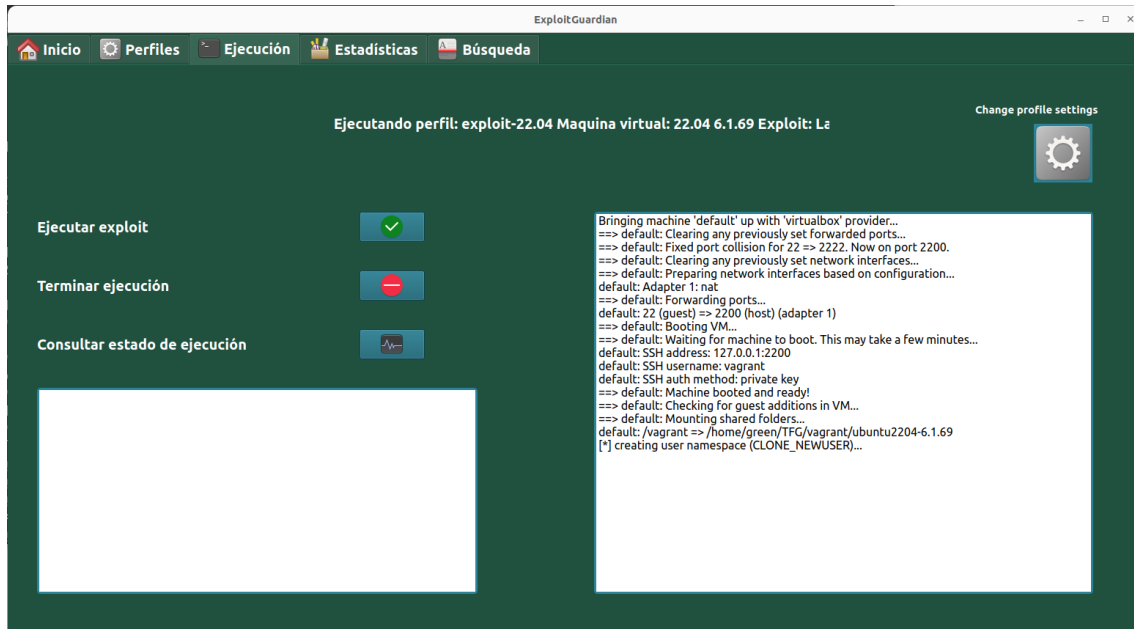 ExploitGuardian
Inicio Perfiles Ejecución Estadísticas Búsqueda
Change profile settings
Ejecutando perfil: exploit-22.04 Maquina virtual: 22.04 6.1.69 Exploit: La
Ejecutar exploit
Terminar ejecución
Consultar estado de ejecución
Bringing machine 'default' up with 'virtualbox' provider...
==> default: Clearing any previously set forwarded ports...
==> default: Fixed port collision for 22 => 2222. Now on port 2200.
==> default: Clearing any previously set network interfaces...
==> default: Preparing network interfaces based on configuration...
default: Adapter 1: nat
==> default: Forwarding ports...
default: 22 (guest) => 2200 (host) (adapter 1)
==> default: Booting VM...
==> default: Waiting for machine to boot. This may take a few minutes...
default: SSH address: 127.0.0.1:2200
default: SSH username: vagrant
default: SSH auth method: private key
==> default: Machine booted and ready!
==> default: Checking for guest additions in VM...
==> default: Mounting shared folders...
default: /vagrant => /home/green/TFG/vagrant/ubuntu2204-6.1.69
[*] creating user namespace (CLONE_NEWUSER)...